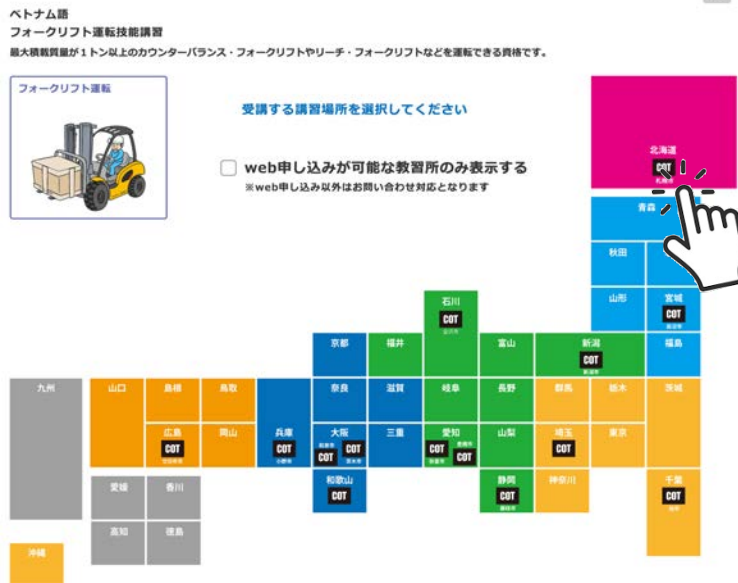 ベトナム語
フォークリフト運転技能講習
最大積載質量が1トン以上のカウンターバランス・フォークリフトやリーチ・フォークリフトなどを運転できる資格です。
フォークリフト運転
受講する講習場所を選択してください
web申し込みが可能な教習所のみ表示する
※web申し込み以外はお問い合わせ対応となります
北海道
COT
札幌市
青森
秋田
山形
宮城
COT
石川
COT
京都
福井
富山
新潟
COT
新潟市
福島
九州
山口
島根
鳥取
奈良
滋賀
岐阜
長野
群馬
栃木
茨城
広島
COT
岡山
兵庫
COT
小野市
大阪
COT
COT
三重
愛知
COT
COT
山梨
埼玉
COT
東京
愛媛
香川
和歌山
COT
静岡
COT
神奈川
千葉
COT
高知
徳島
沖縄